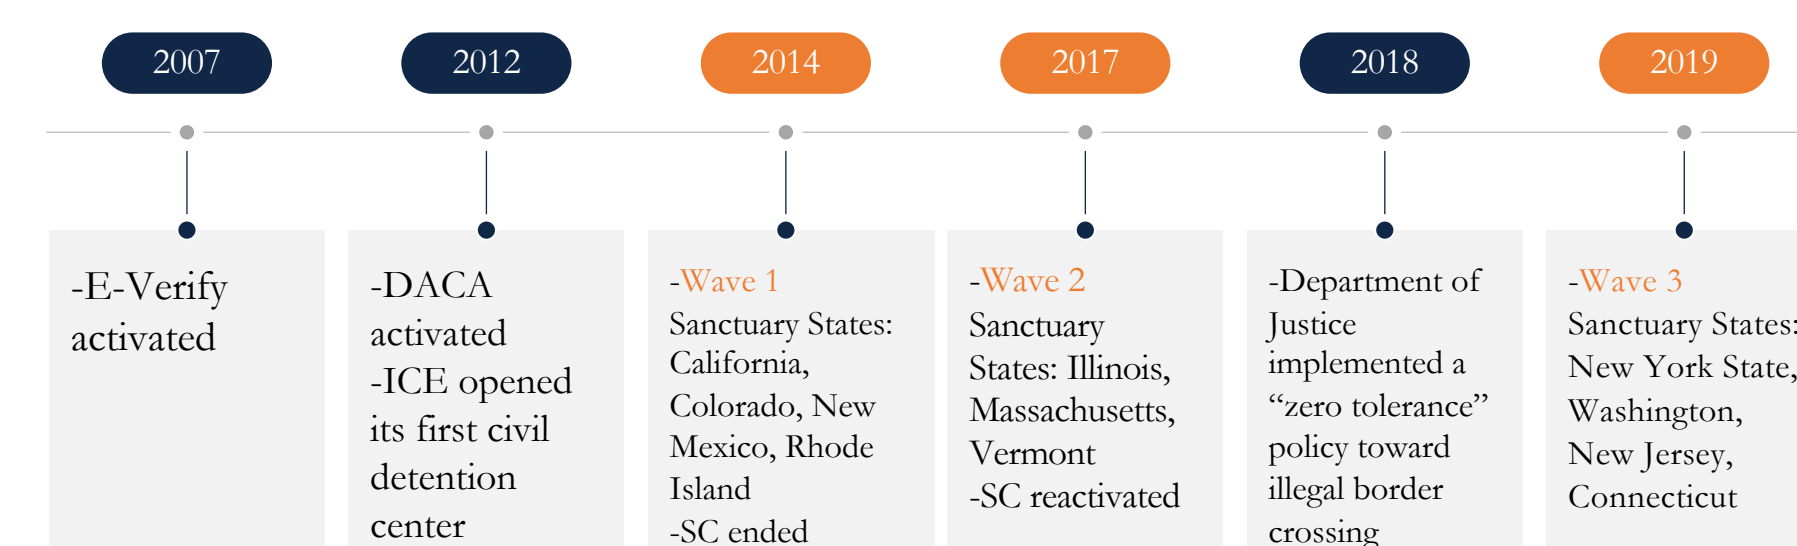 2007
2012
2014
2017
2018
2019
-E-Verify
activated
-DACA
activated
-ICE opened
its first civil
detention
center
-Wave 1
Sanctuary States:
California,
Colorado, New
Mexico, Rhode
Island
-SC ended
-Wave 2
Sanctuary
States: Illinois,
Massachusetts,
Vermont
-SC reactivated
-Department of
Justice
implemented a
“zero tolerance”
policy toward
illegal border
crossing
-Wave 3
Sanctuary States:
New York State,
Washington,
New Jersey,
Connecticut